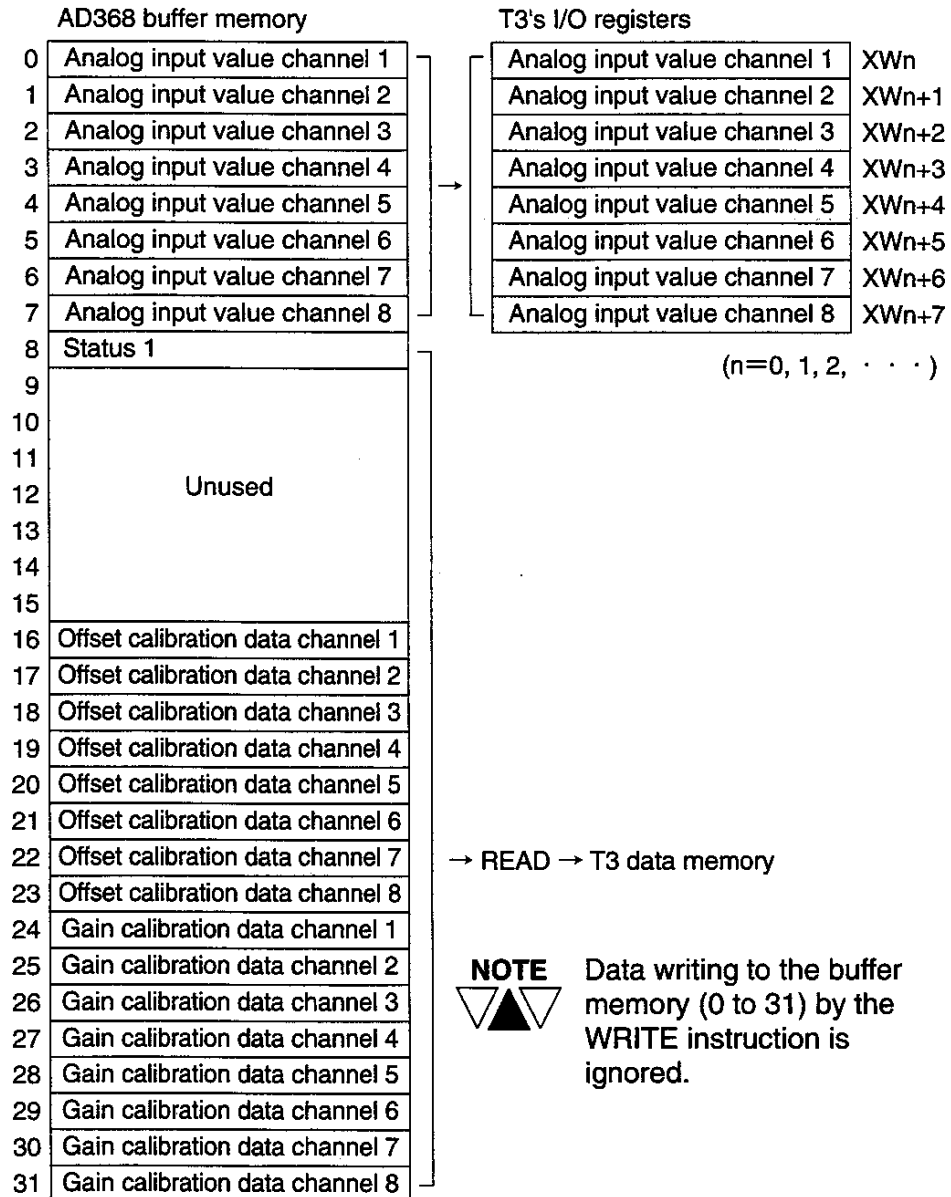 AD368 buffer memory T3's I/O registers
0 Analog input value channel 1 Analog input value channel 1 XWn
1 Analog input value channel 2 Analog input value channel 2 XWn+1
2 Analog input value channel 3 Analog input value channel 3 XWn+2
3 Analog input value channel 4 → Analog input value channel 4 XWn+3
4 Analog input value channel 5 Analog input value channel 5 XWn+4
5 Analog input value channel 6 Analog input value channel 6 XWn+5
6 Analog input value channel 7 Analog input value channel 7 XWn+6
7 Analog input value channel 8 Analog input value channel 8 XWn+7
8 Status 1 (n=0, 1, 2, · · · )
9
10
11
12 Unused
13
14
15
16 Offset calibration data channel 1
17 Offset calibration data channel 2
18 Offset calibration data channel 3
19 Offset calibration data channel 4
20 Offset calibration data channel 5
21 Offset calibration data channel 6
22 Offset calibration data channel 7 → READ → T3 data memory
23 Offset calibration data channel 8
24 Gain calibration data channel 1
25 Gain calibration data channel 2 NOTE Data writing to the buffer
26 Gain calibration data channel 3 memory (0 to 31) by the
27 Gain calibration data channel 4 WRITE instruction is
28 Gain calibration data channel 5 ignored.
29 Gain calibration data channel 6
30 Gain calibration data channel 7
31 Gain calibration data channel 8